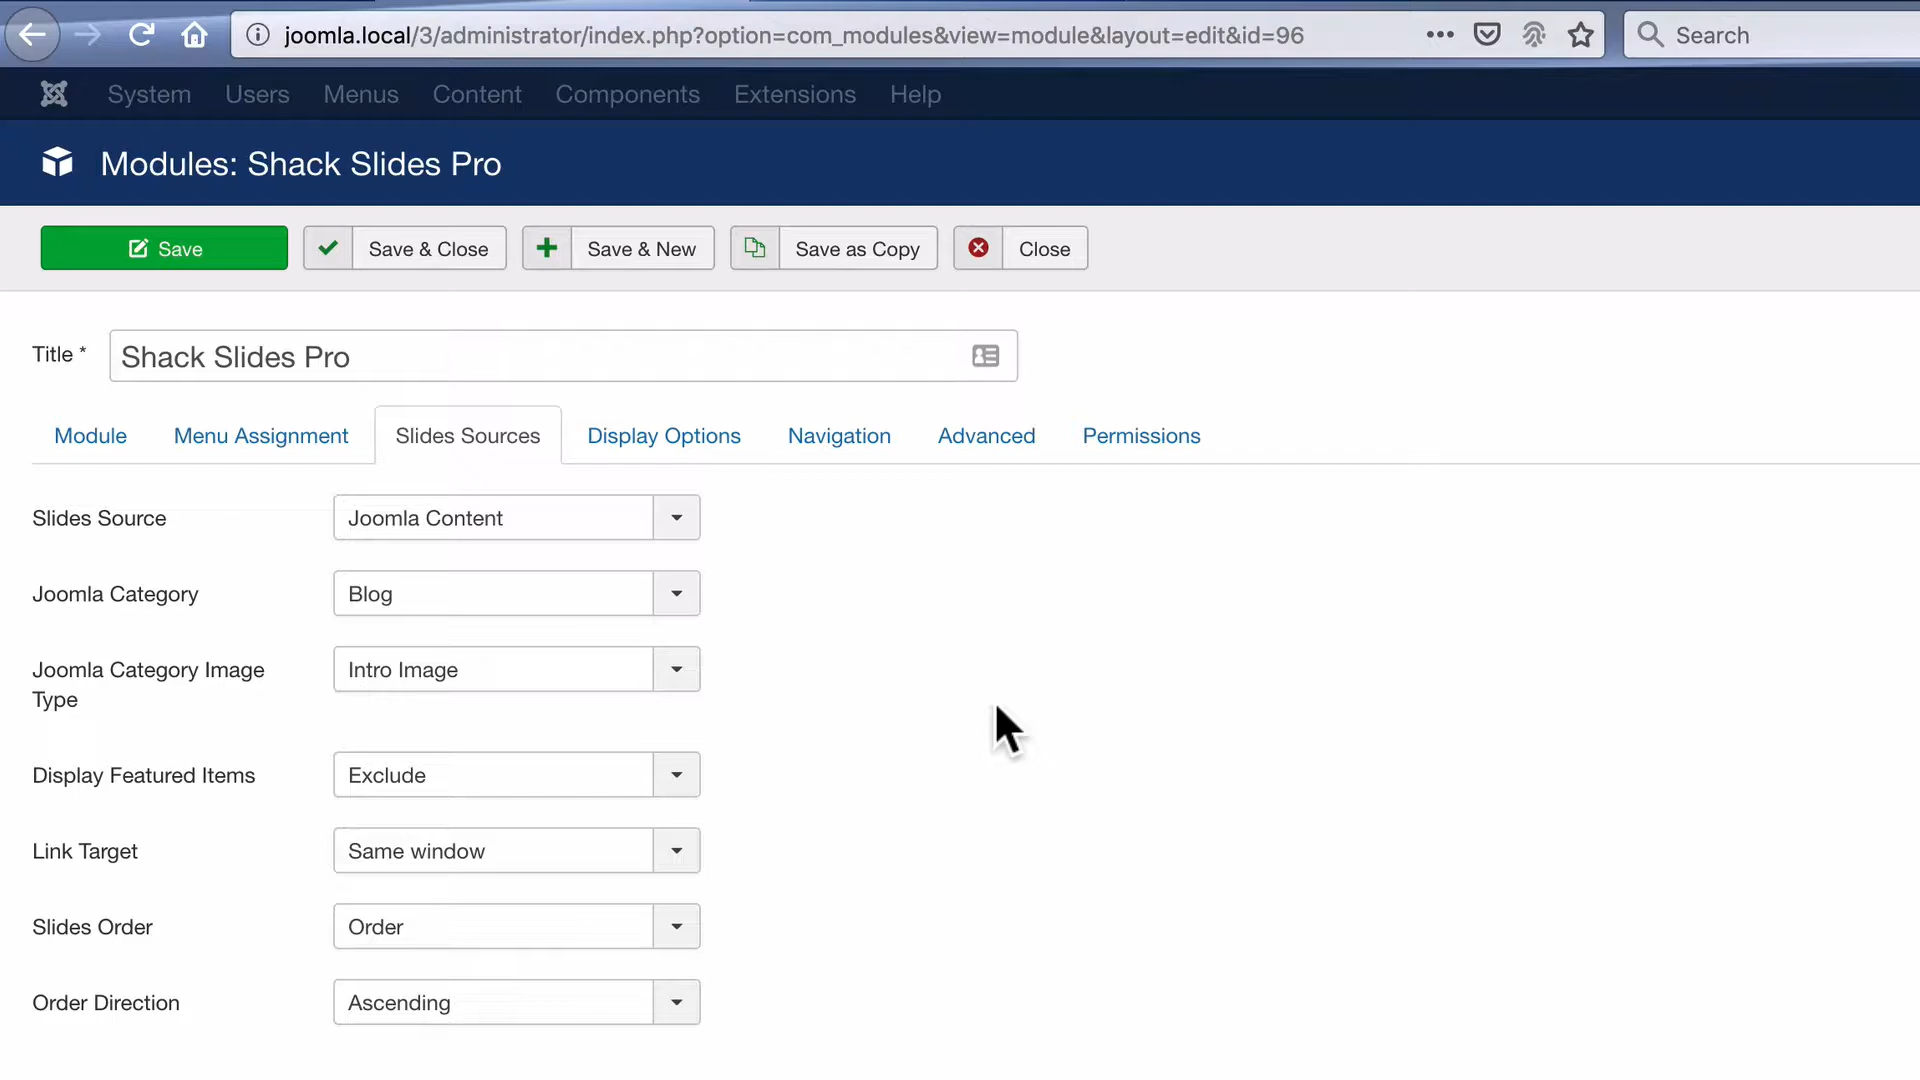 joomla.local/3/administrator/index.php?option=com_modules&view=module&layout=edit&id=96
Search
System Users Menus Content Components Extensions Help
Modules: Shack Slides Pro
Save Save & Close Save & New Save as Copy Close
Title * Shack Slides Pro
Module Menu Assignment Slides Sources Display Options Navigation Advanced Permissions
Slides Source Joomla Content
Joomla Category Blog
Joomla Category Image Intro Image
Type
Display Featured Items Exclude
Link Target Same window
Slides Order Order
Order Direction Ascending